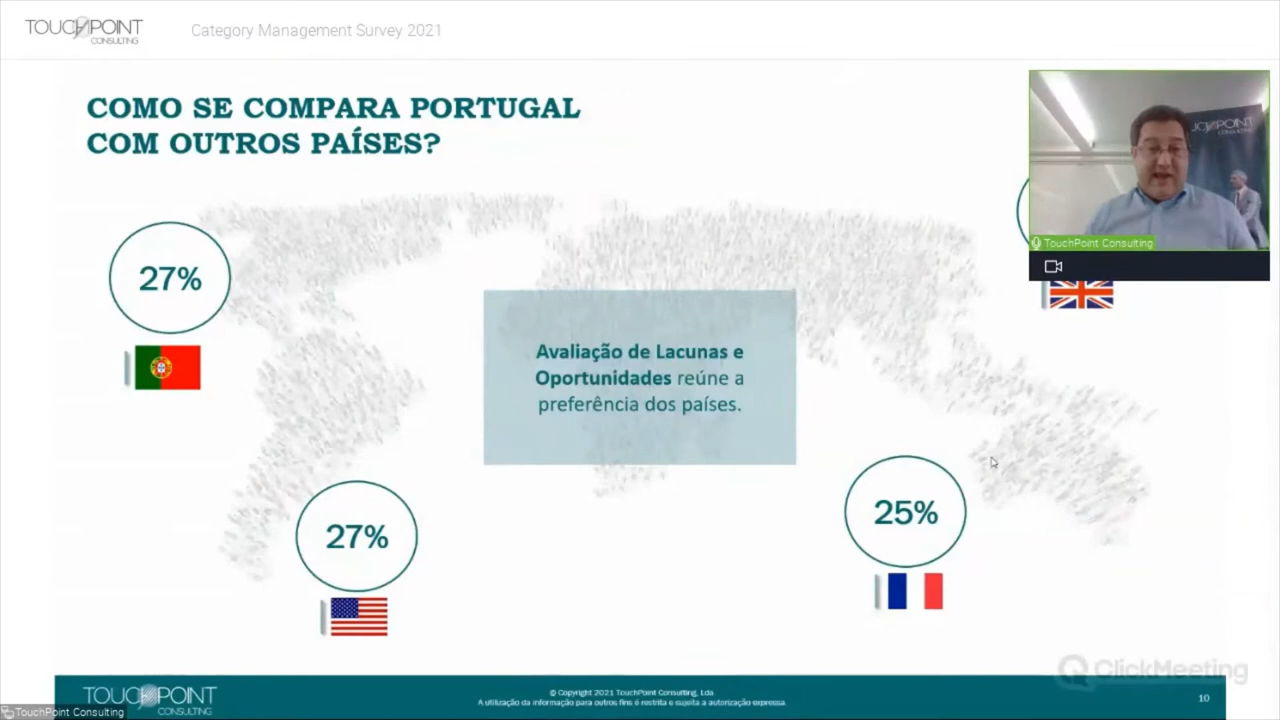 TOUCHPOINT
CONSULTING
Category Management Survey 2021
COMO SE COMPARA PORTUGAL
COM OUTROS PAÍSES?
TouchPoint Consulting
27%
Avaliação de Lacunas e
Oportunidades reúne a
preferência dos países.
27%
25%
ClickMeeting
TOUCHPOINT
CONSULTING
© Copyright 2021 TouchPoint Consulting, Lda
A utilização da informação para outros fins é restrita e sujeita a autorização expressa.
10
TouchPoint Consulting